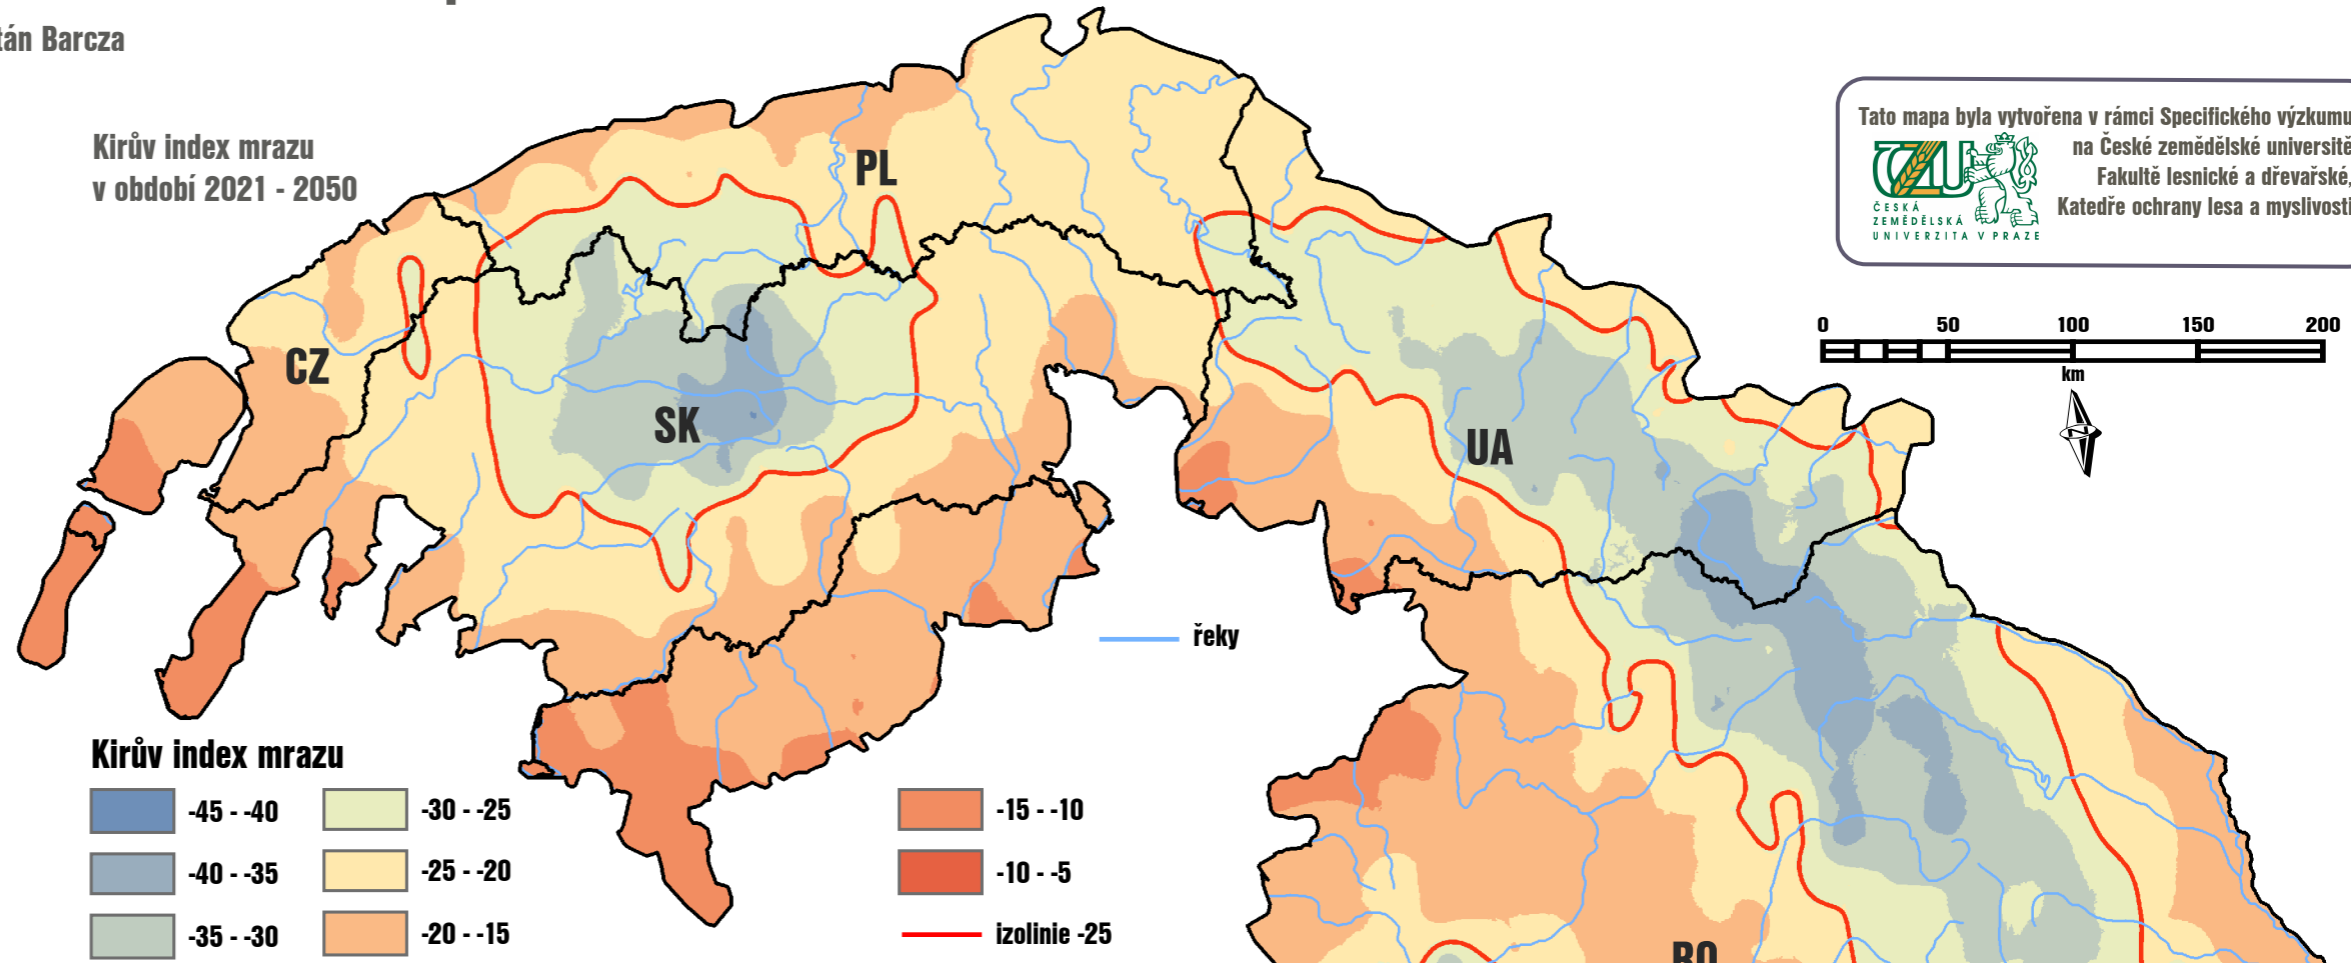 tán Barcza
Kirův index mrazu
v období 2021 - 2050
Tato mapa byla vytvořena v rámci Specifického výzkumu
na České zemědělské universitě
Fakultě lesnické a dřevařské,
Katedře ochrany lesa a myslivosti
ČZU
ČESKÁ
ZEMĚDĚLSKÁ
UNIVERZITA V PRAZE
0 50 100 150 200
km
N
PL
CZ
SK
UA
RO
řeky
Kirův index mrazu
-45 - -40
-40 - -35
-35 - -30
-30 - -25
-25 - -20
-20 - -15
-15 - -10
-10 - -5
izolinie -25